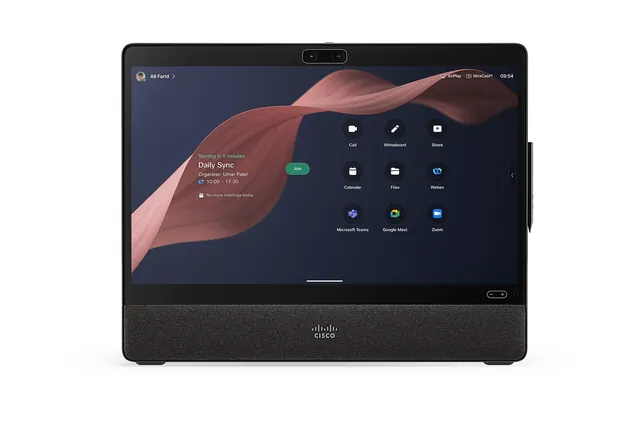 Ali Farid
AirPlay
MiraCast®
09:54
Starting in 5 minutes
Daily Sync
Organizer: Umar Patel
10:00 - 11:30
No more meetings today
Join
Call
Whiteboard
Share
Calendar
Files
Webex
Microsoft Teams
Google Meet
Zoom
CISCO